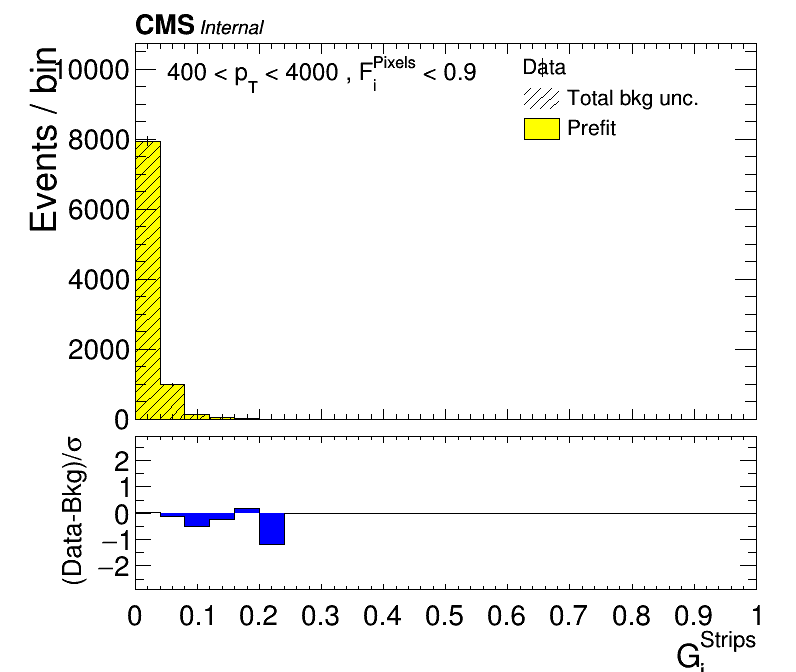 CMS Internal
Events / bin
400 < p_T < 4000 , F_i^Pixels < 0.9
Data
Total bkg unc.
Prefit
10000
8000
6000
4000
2000
0
(Data-Bkg)/σ
2
1
0
−1
−2
0 0.1 0.2 0.3 0.4 0.5 0.6 0.7 0.8 0.9 1
G_i^Strips